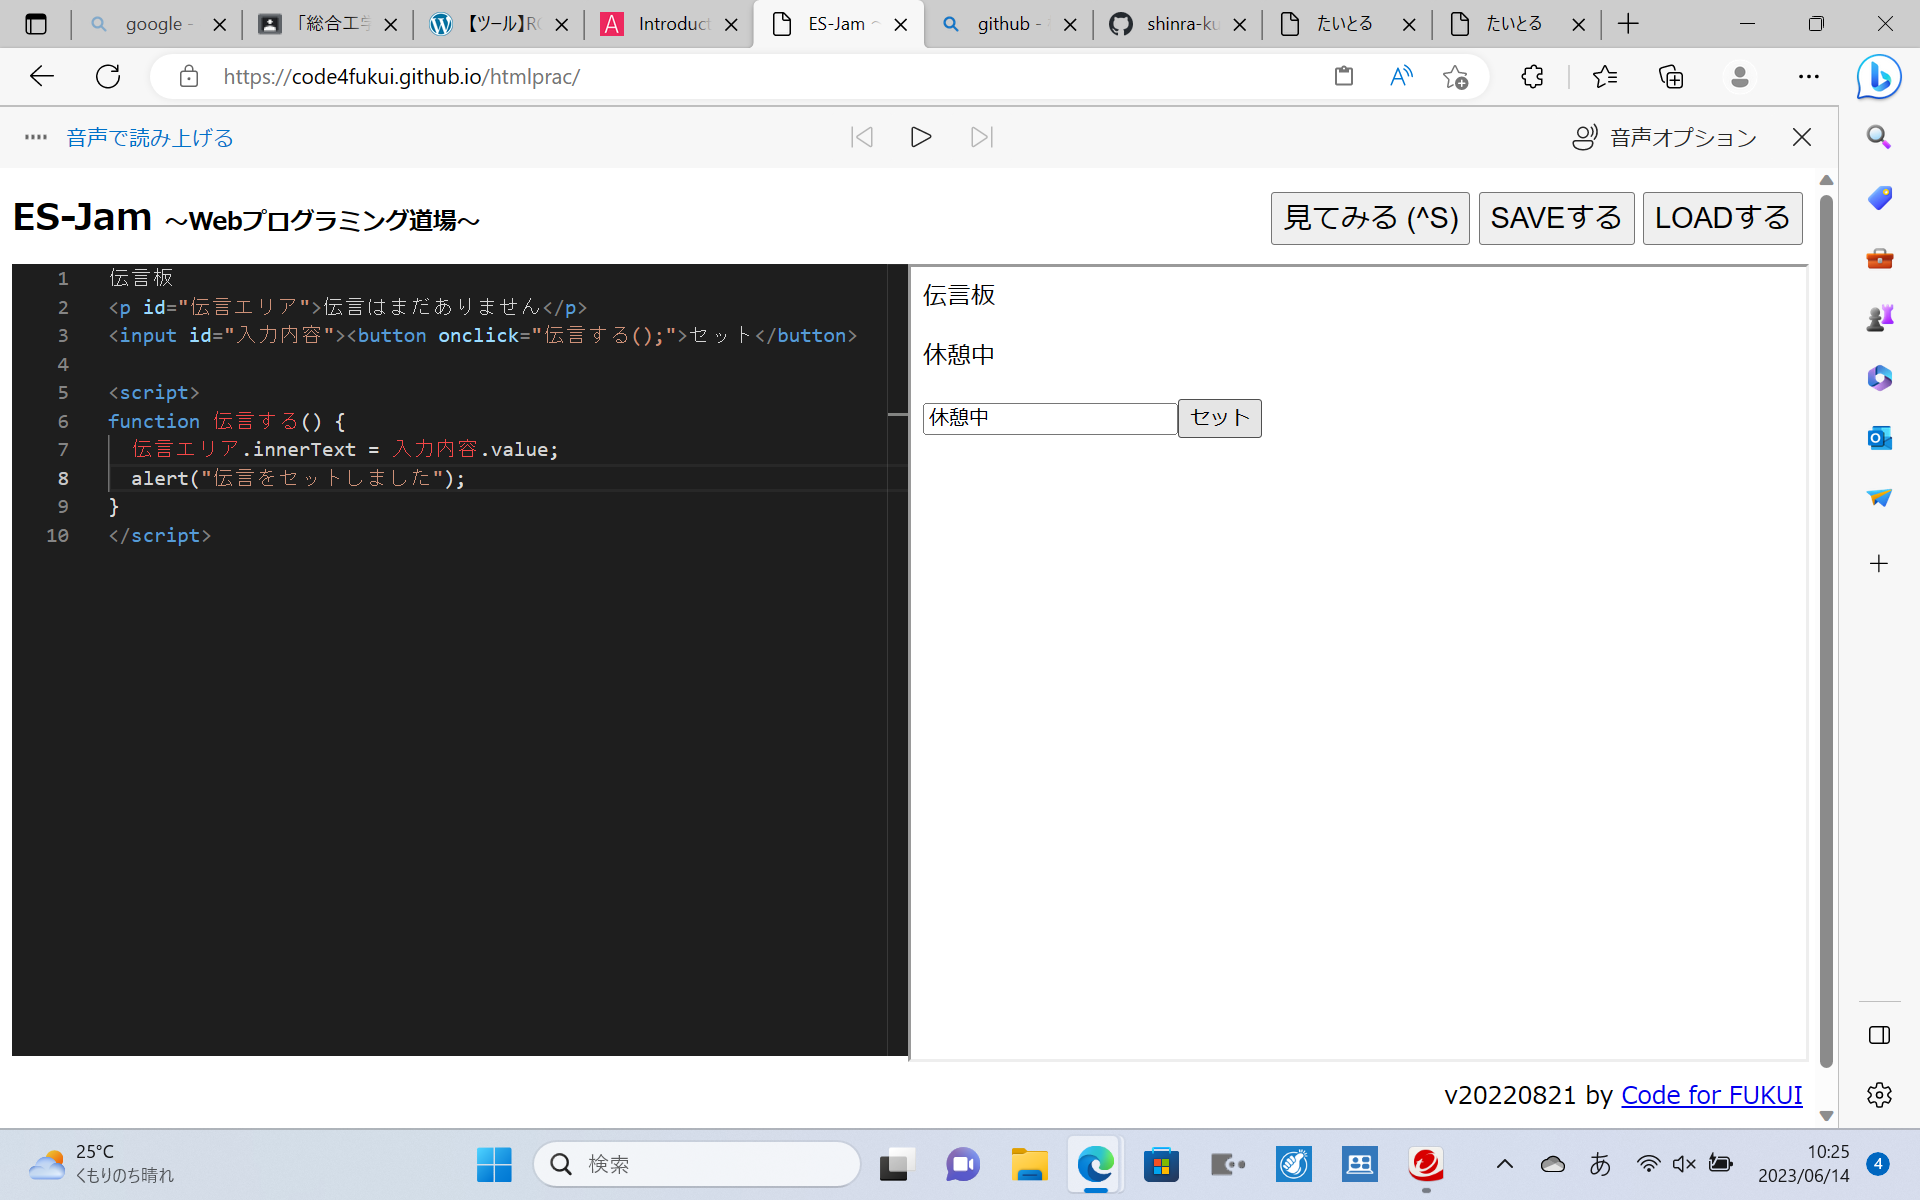 google -
「総合工学
【ツール】RC
Introduct
ES-Jam ～
github -
shinra-ku
たいとる
たいとる
https://code4fukui.github.io/htmlprac/
音声で読み上げる
音声オプション
ES-Jam ～Webプログラミング道場～
見てみる (^S)
SAVEする
LOADする
1 伝言板
2 <p id="伝言エリア">伝言はまだありません</p>
3 <input id="入力内容"><button onclick="伝言する();">セット</button>
4
5 <script>
6 function 伝言する() {
7 伝言エリア.innerText = 入力内容.value;
8 alert("伝言をセットしました");
9 }
10 </script>
伝言板
休憩中
休憩中
セット
v20220821 by Code for FUKUI
25°C
くもりのち晴れ
検索
あ
10:25
2023/06/14
4